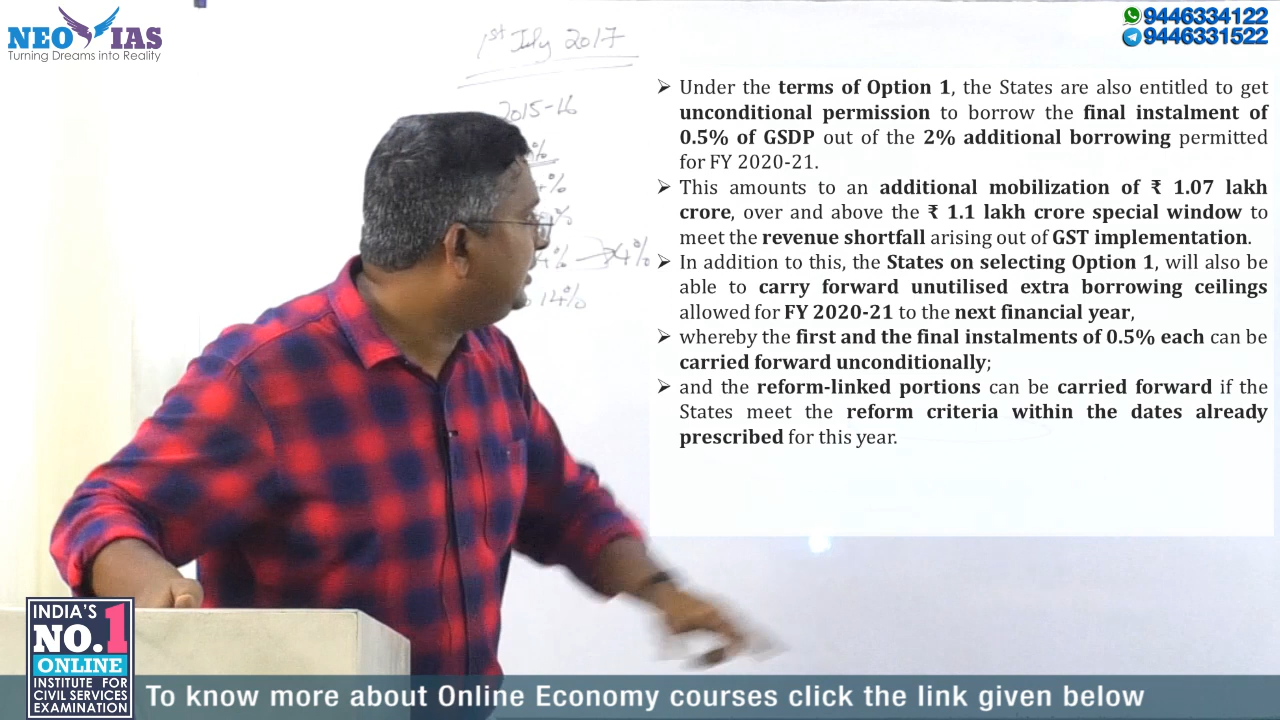 NEO IAS
Turning Dreams into Reality
9446334122
9446331522
1st July 2017
2015-16
4%
14%
➢ Under the terms of Option 1, the States are also entitled to get
unconditional permission to borrow the final instalment of
0.5% of GSDP out of the 2% additional borrowing permitted
for FY 2020-21.
➢ This amounts to an additional mobilization of ₹ 1.07 lakh
crore, over and above the ₹ 1.1 lakh crore special window to
meet the revenue shortfall arising out of GST implementation.
➢ In addition to this, the States on selecting Option 1, will also be
able to carry forward unutilised extra borrowing ceilings
allowed for FY 2020-21 to the next financial year,
➢ whereby the first and the final instalments of 0.5% each can be
carried forward unconditionally;
➢ and the reform-linked portions can be carried forward if the
States meet the reform criteria within the dates already
prescribed for this year.
INDIA'S
NO.1
ONLINE
INSTITUTE FOR
CIVIL SERVICES
EXAMINATION
To know more about Online Economy courses click the link given below